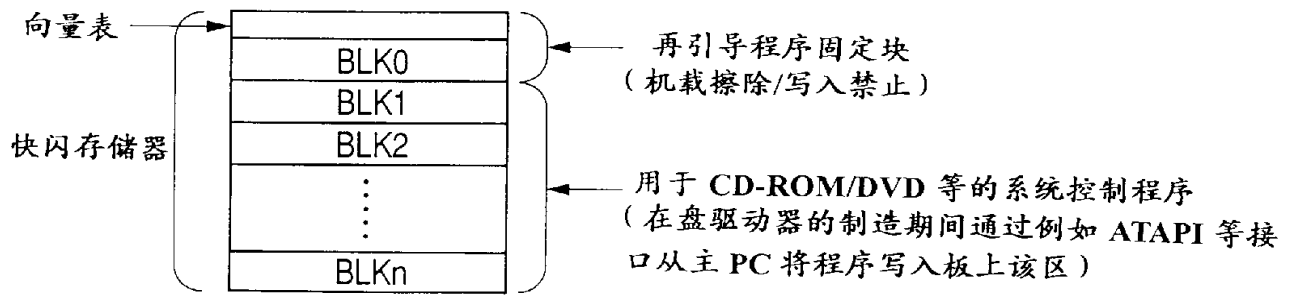 向量表
BLK0
BLK1
BLK2
BLKn
快闪存储器
再引导程序固定块
(机载擦除/写入禁止)
用于 CD-ROM/DVD 等的系统控制程序
(在盘驱动器的制造期间通过例如 ATAPI 等接
口从主 PC 将程序写入板上该区)